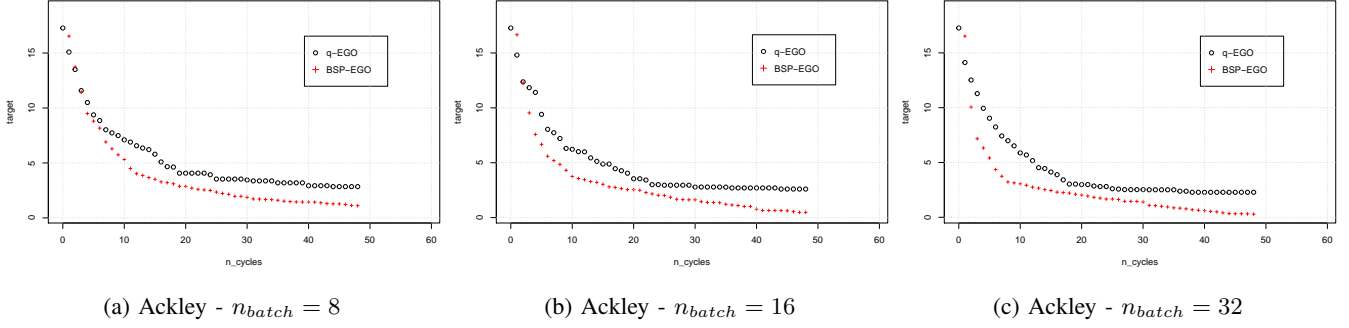 15
10
5
0
target
q-EGO
BSP-EGO
0 10 20 30 40 50 60
n_cycles
(a) Ackley - n_batch = 8
15
10
5
0
target
q-EGO
BSP-EGO
0 10 20 30 40 50 60
n_cycles
(b) Ackley - n_batch = 16
15
10
5
0
target
q-EGO
BSP-EGO
0 10 20 30 40 50 60
n_cycles
(c) Ackley - n_batch = 32